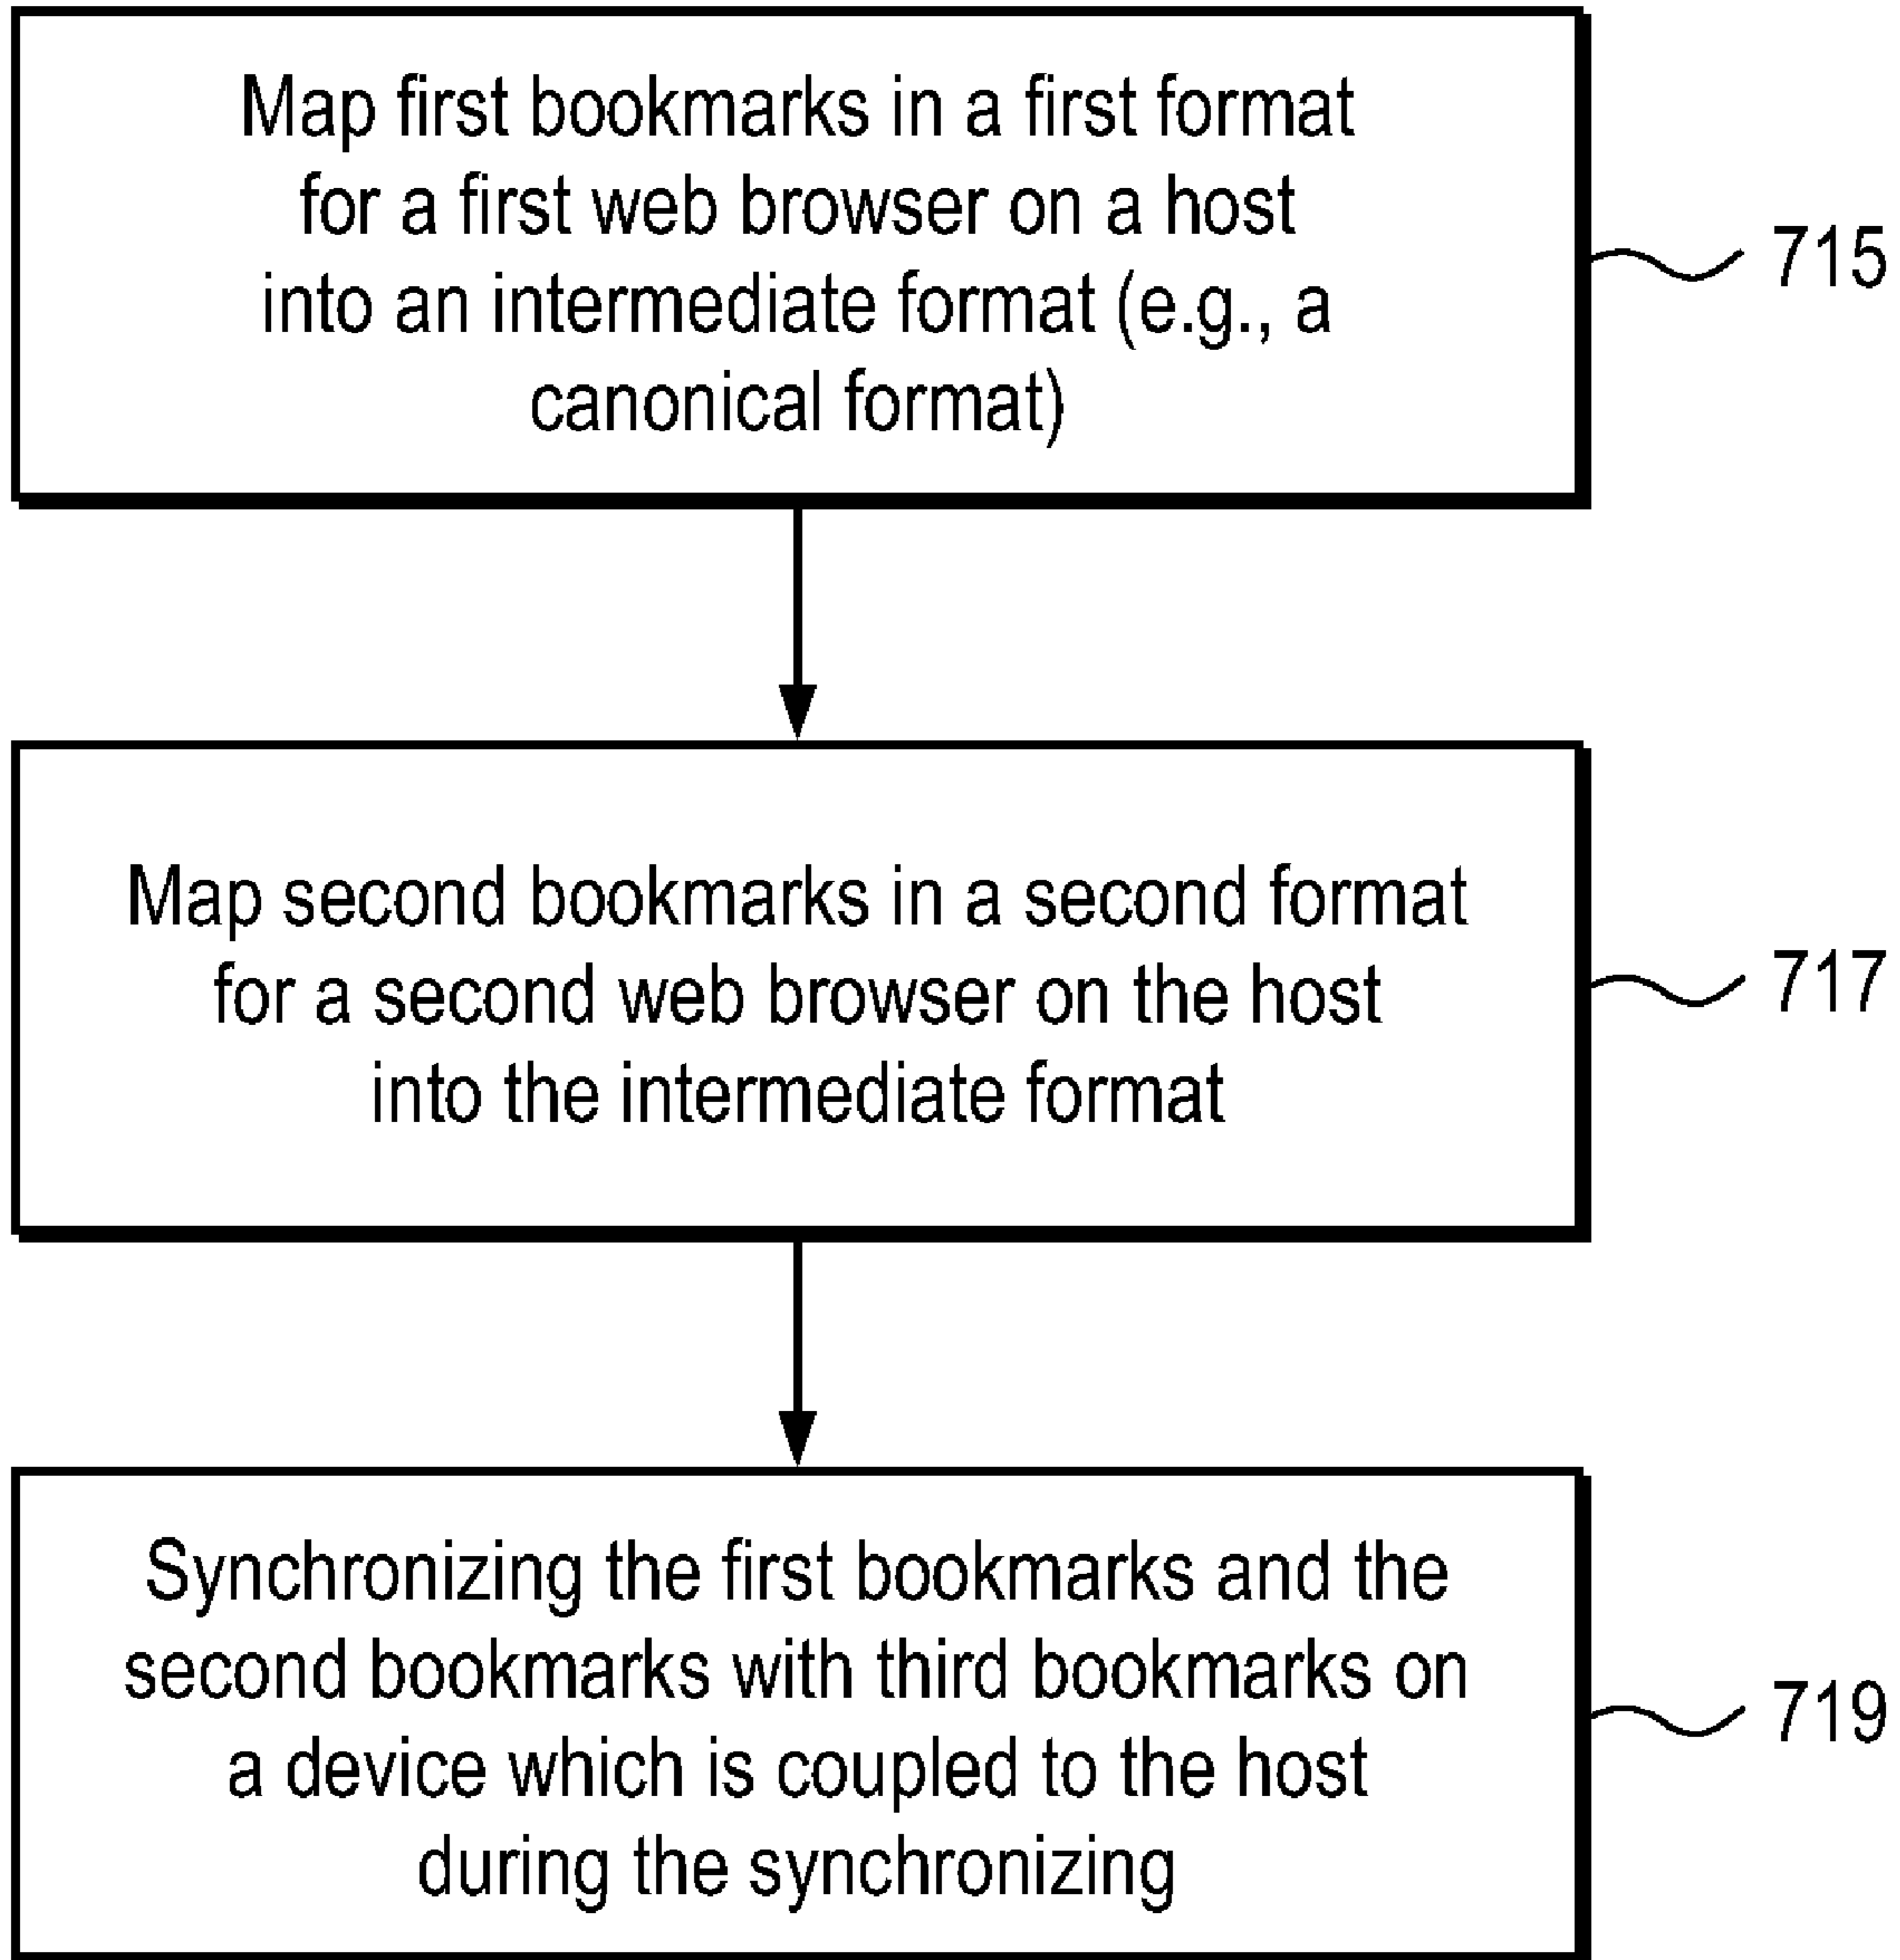 Map first bookmarks in a first format
for a first web browser on a host
into an intermediate format (e.g., a
canonical format)
715
Map second bookmarks in a second format
for a second web browser on the host
into the intermediate format
717
Synchronizing the first bookmarks and the
second bookmarks with third bookmarks on
a device which is coupled to the host
during the synchronizing
719